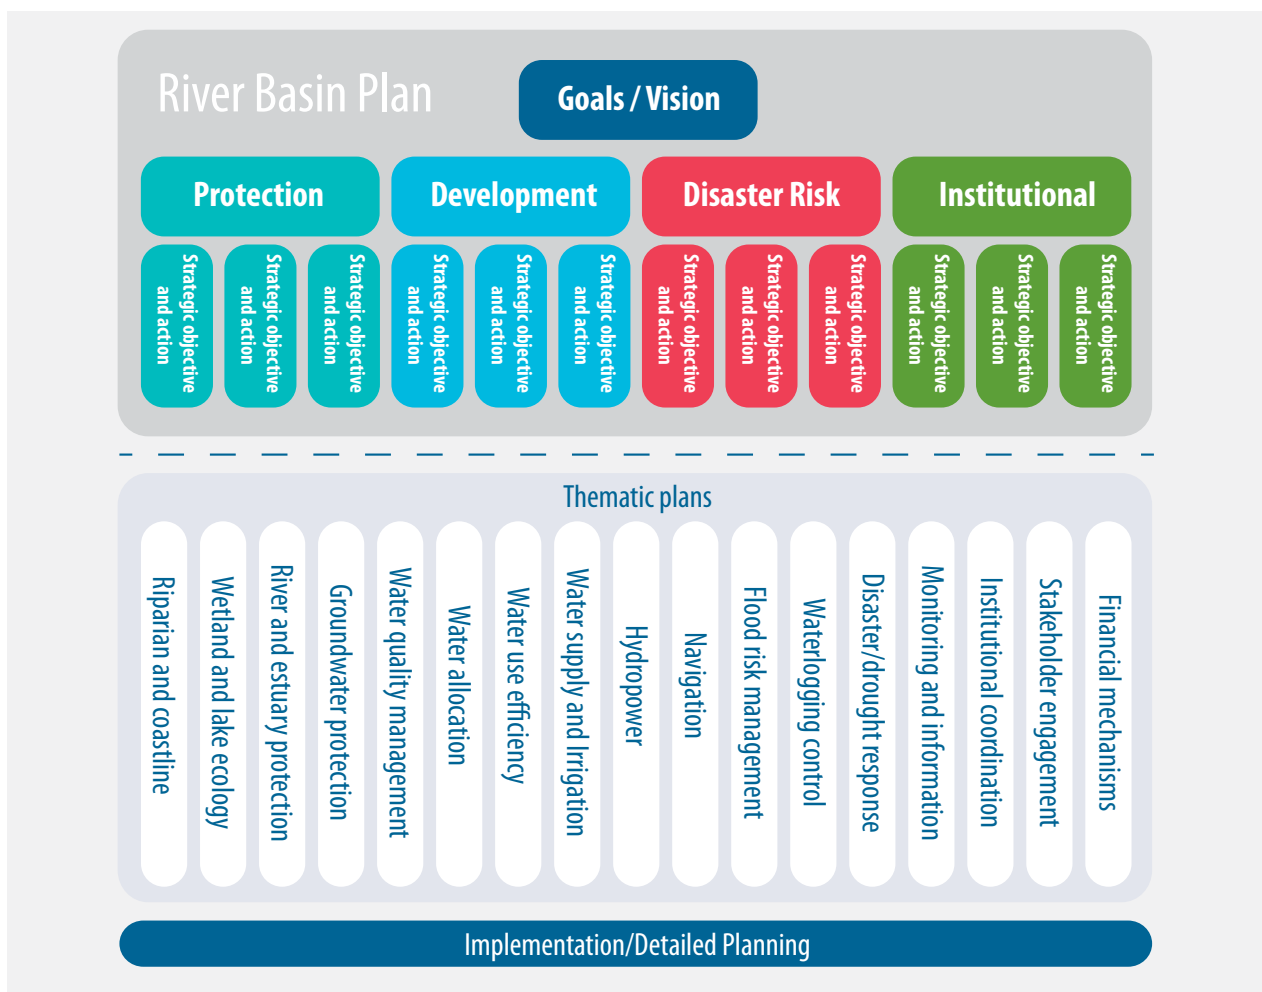 River Basin Plan
Goals / Vision
Protection
Development
Disaster Risk
Institutional
Strategic objective
and action
Strategic objective
and action
Strategic objective
and action
Strategic objective
and action
Strategic objective
and action
Strategic objective
and action
Strategic objective
and action
Strategic objective
and action
Strategic objective
and action
Strategic objective
and action
Strategic objective
and action
Strategic objective
and action
Thematic plans
Riparian and coastline
Wetland and lake ecology
River and estuary protection
Groundwater protection
Water quality management
Water allocation
Water use efficiency
Water supply and Irrigation
Hydropower
Navigation
Flood risk management
Waterlogging control
Disaster/drought response
Monitoring and information
Institutional coordination
Stakeholder engagement
Financial mechanisms
Implementation/Detailed Planning